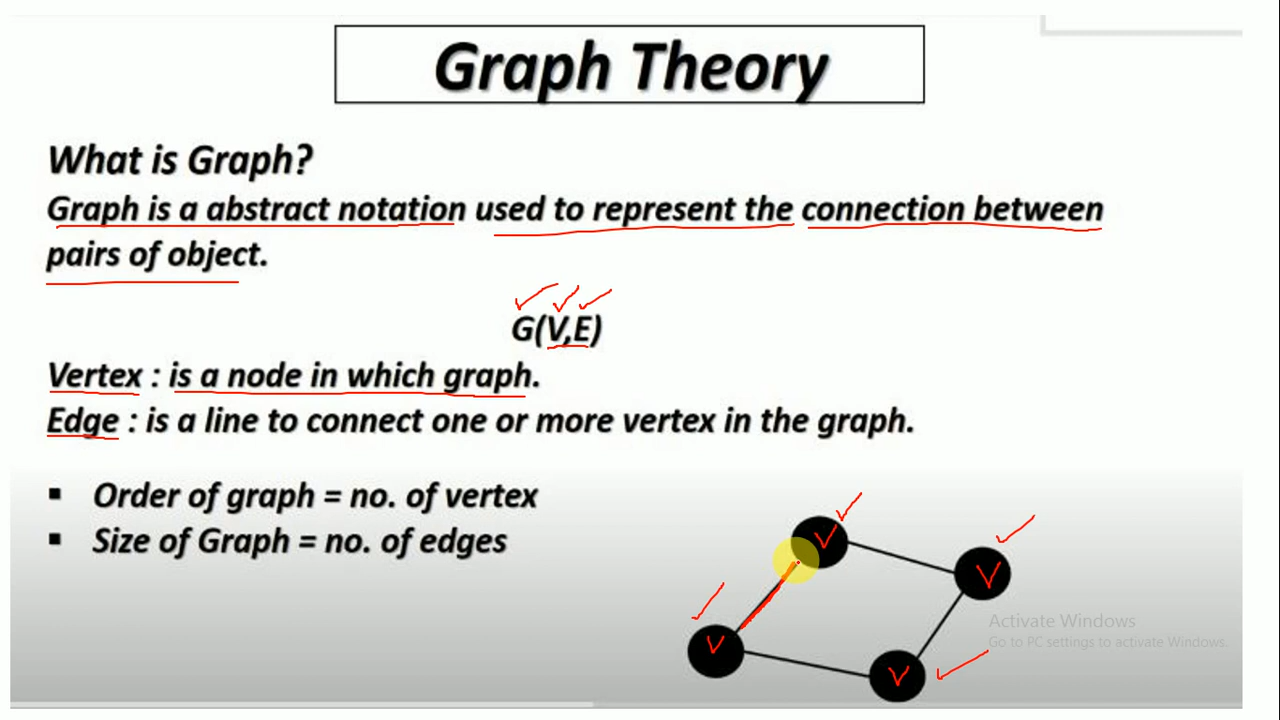 Graph Theory
What is Graph?
Graph is a abstract notation used to represent the connection between
pairs of object.
G(V,E)
Vertex : is a node in which graph.
Edge : is a line to connect one or more vertex in the graph.
▪ Order of graph = no. of vertex
▪ Size of Graph = no. of edges
V
V
V
V
Activate Windows
Go to PC settings to activate Windows.